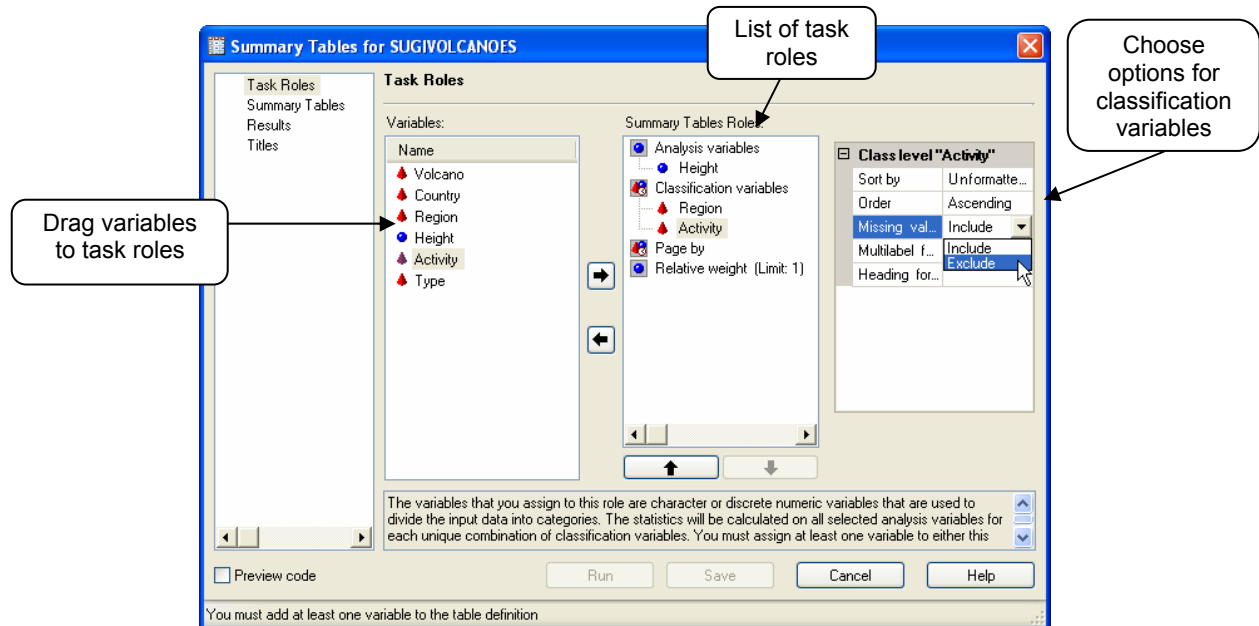 List of task
roles
Choose
options for
classification
variables
Drag variables
to task roles
Summary Tables for SUGIVOLCANOES
Task Roles
Summary Tables
Results
Titles
Task Roles
Variables:
Name
Volcano
Country
Region
Height
Activity
Type
Summary Tables Roles:
Analysis variables
Height
Classification variables
Region
Activity
Page by
Relative weight (Limit: 1)
Class level "Activity"
Sort by Unformatte...
Order Ascending
Missing val... Include
Multilabel f... Include
Exclude
Heading for...
The variables that you assign to this role are character or discrete numeric variables that are used to
divide the input data into categories. The statistics will be calculated on all selected analysis variables for
each unique combination of classification variables. You must assign at least one variable to either this
Preview code
Run
Save
Cancel
Help
You must add at least one variable to the table definition